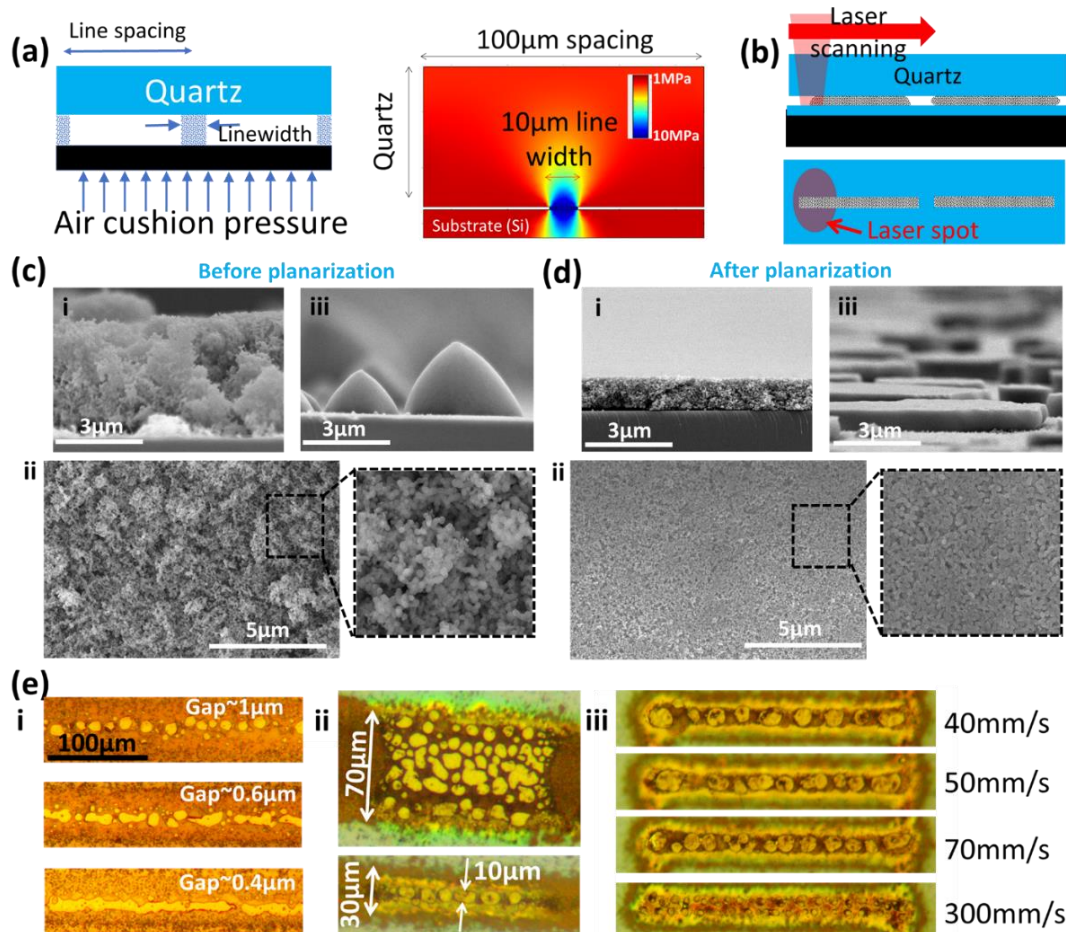 (a)
Line spacing
Quartz
Linewidth
Air cushion pressure
100μm spacing
Quartz
1MPa
10MPa
10μm line
width
Substrate (Si)
(b)
Laser
scanning
Quartz
Laser spot
(c)
Before planarization
i
3μm
iii
3μm
ii
5μm
(d)
After planarization
i
3μm
iii
3μm
ii
5μm
(e)
i
Gap~1μm
100μm
Gap~0.6μm
Gap~0.4μm
ii
70μm
30μm
10μm
iii
40mm/s
50mm/s
70mm/s
300mm/s